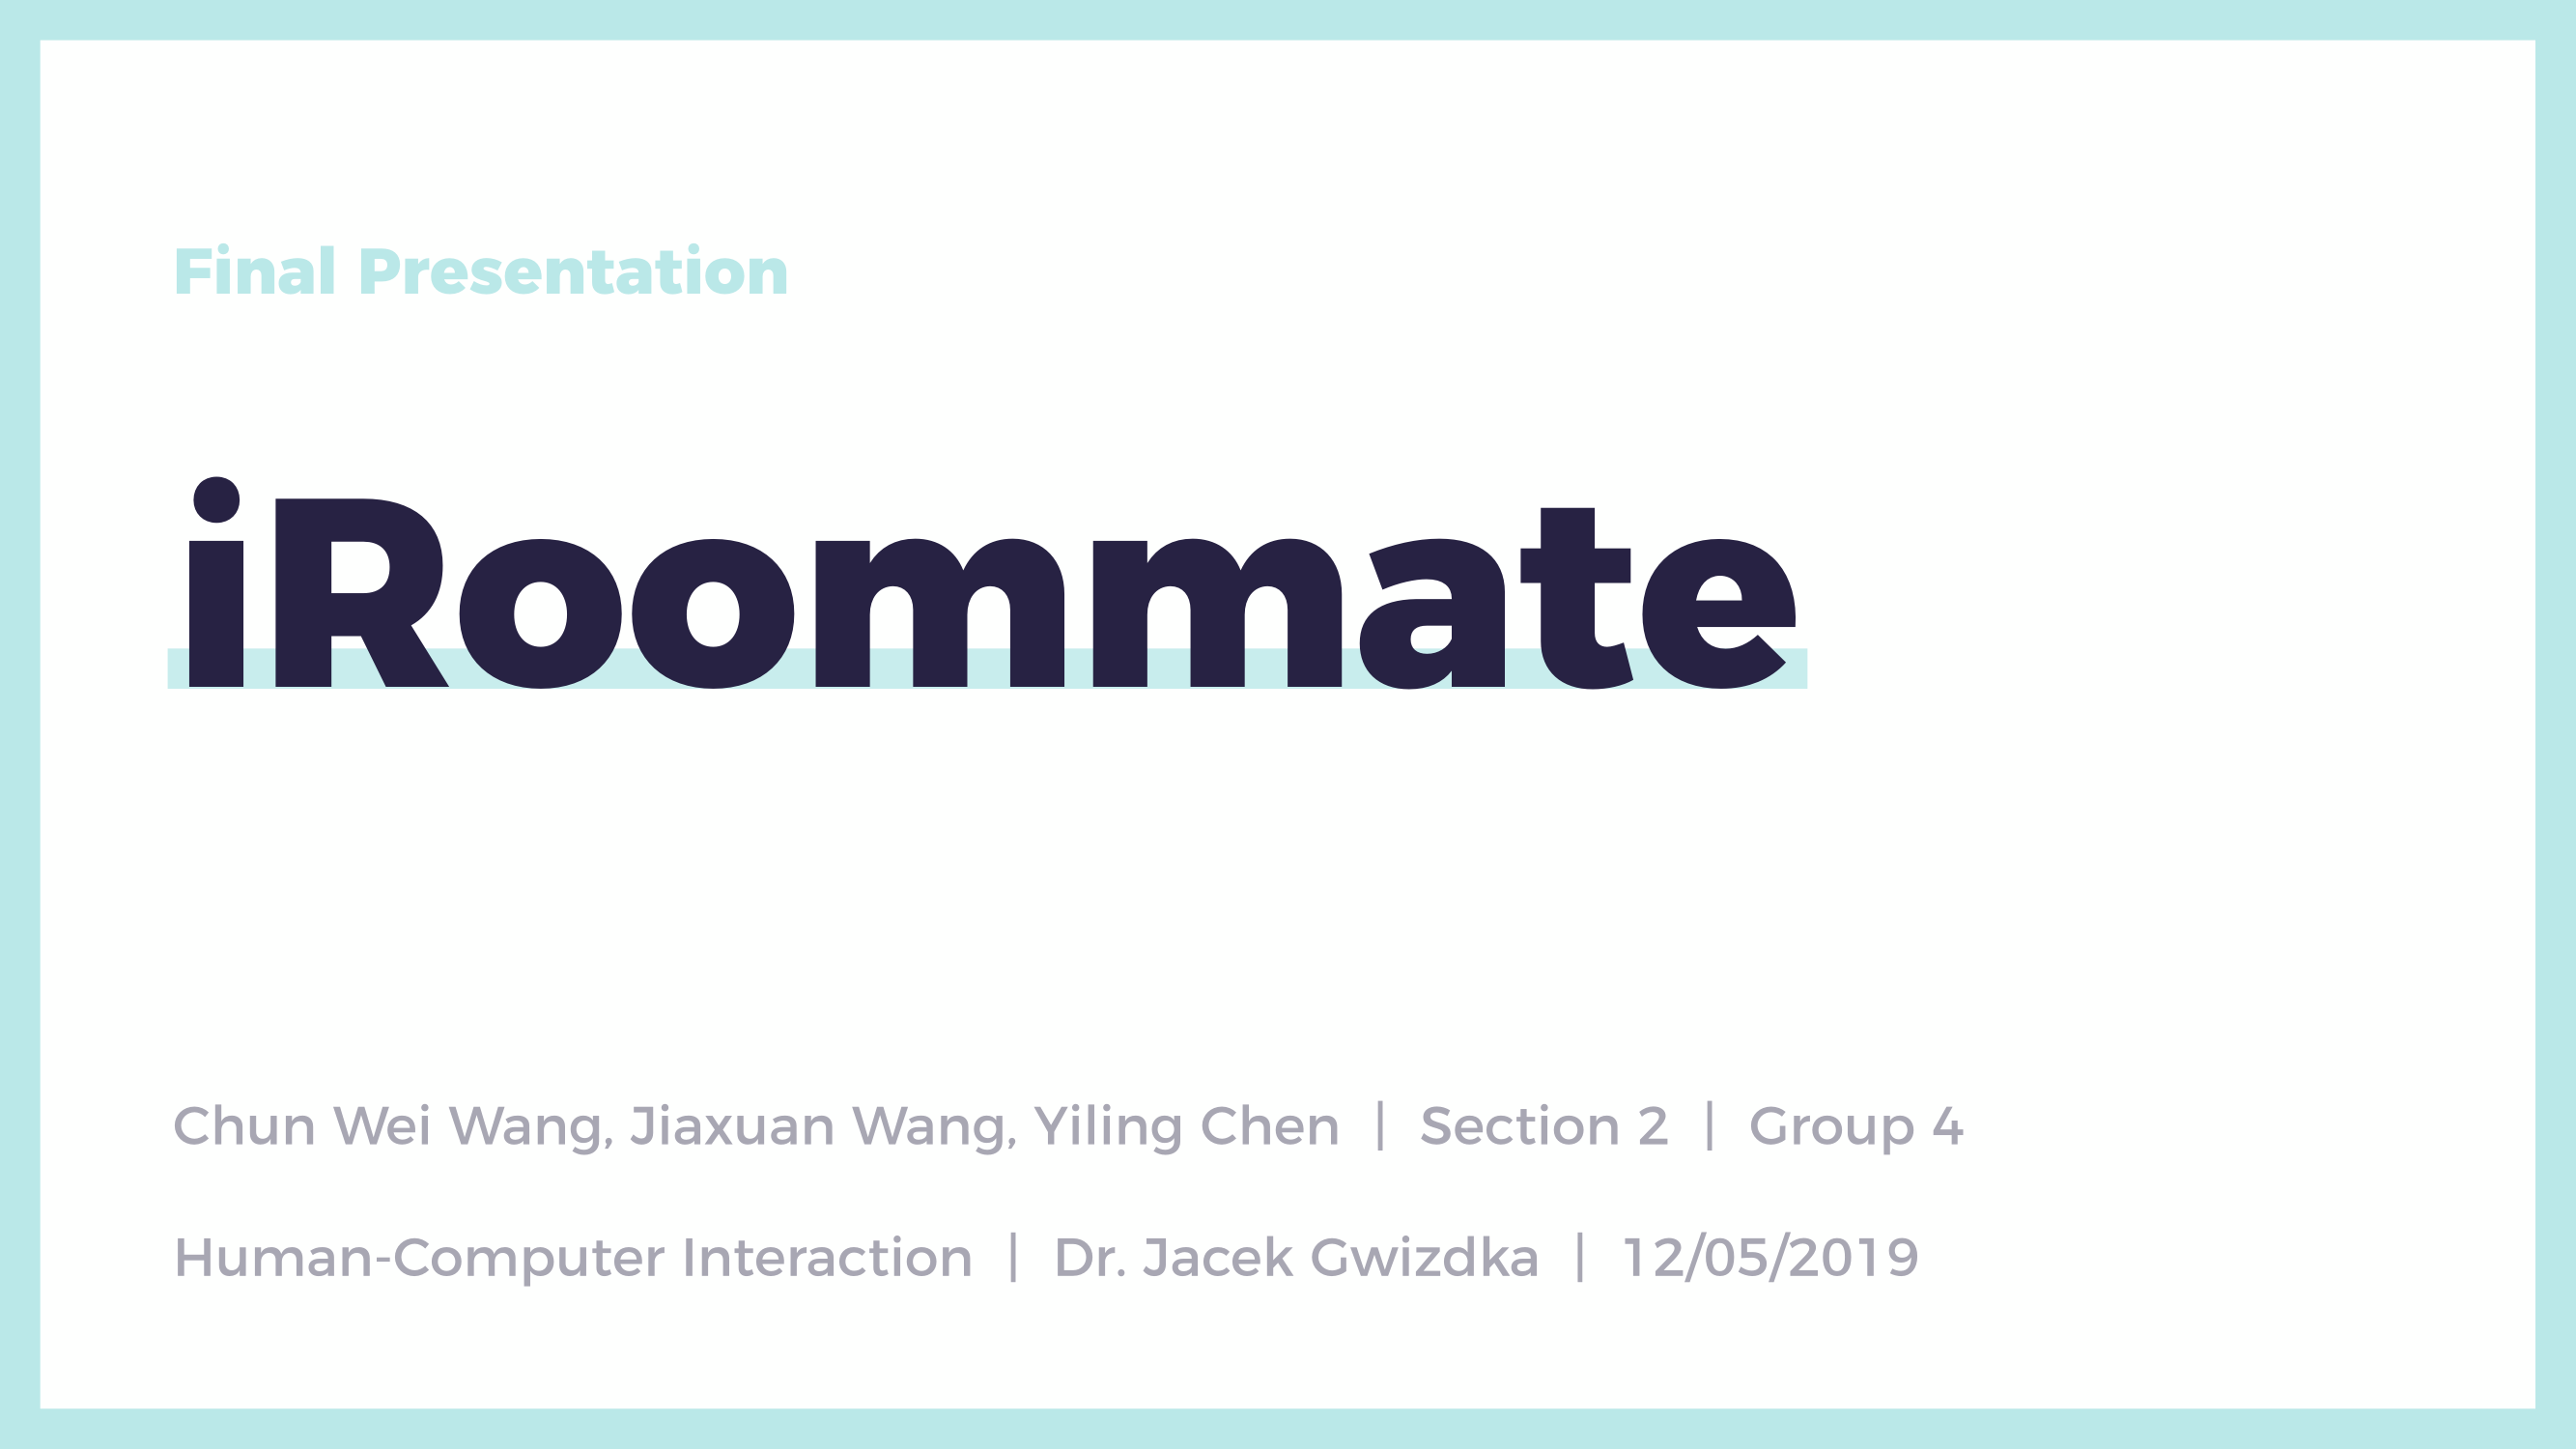 Final Presentation
iRoommate
Chun Wei Wang, Jiaxuan Wang, Yiling Chen | Section 2 | Group 4
Human-Computer Interaction | Dr. Jacek Gwizdka | 12/05/2019